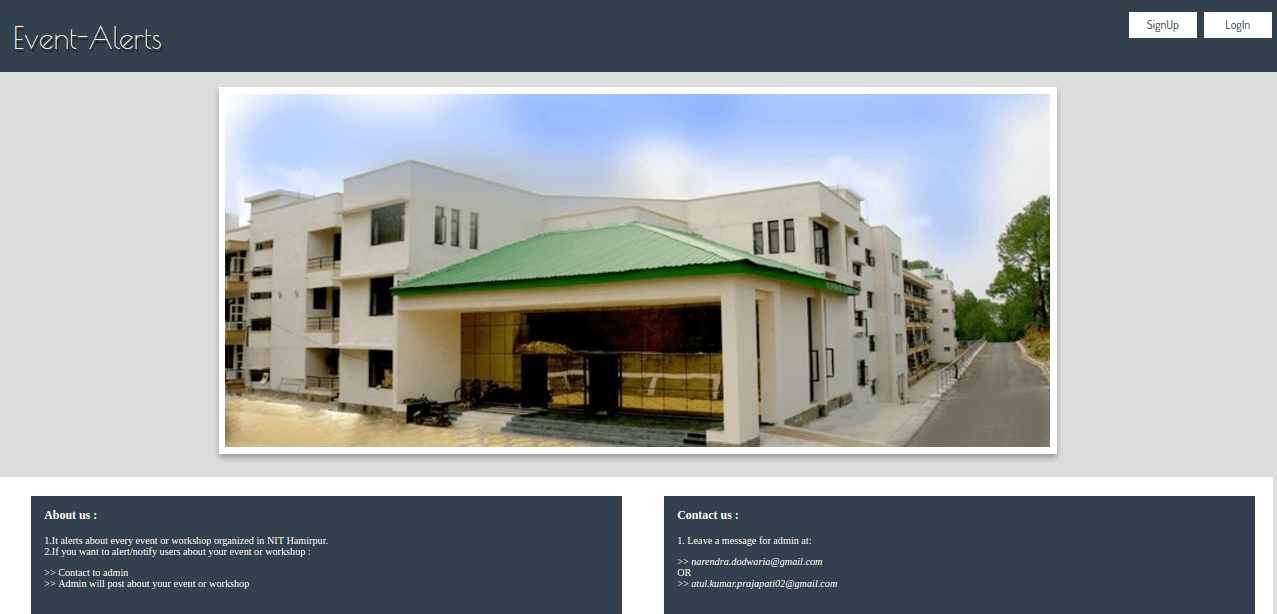 Event-Alerts
SignUp
LogIn
About us :
1.It alerts about every event or workshop organized in NIT Hamirpur.
2.If you want to alert/notify users about your event or workshop :
>> Contact to admin
>> Admin will post about your event or workshop
Contact us :
1. Leave a message for admin at:
>> narendra.dodwaria@gmail.com
OR
>> atul.kumar.prajapati02@gmail.com